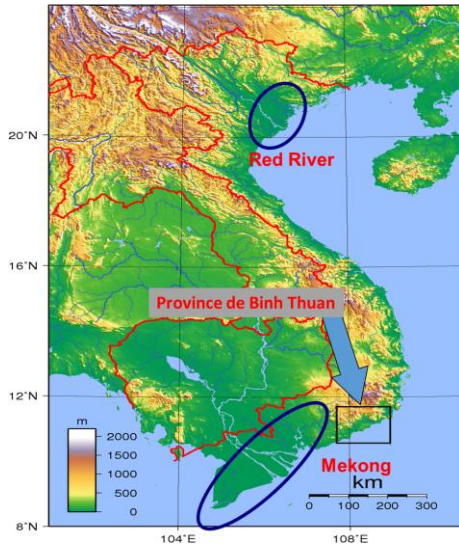 20°N
Red River
16°N
Province de Binh Thuan
12°N
m
2000
1500
1000
500
0
Mekong
km
0 100 200 300
8°N
104°E
108°E